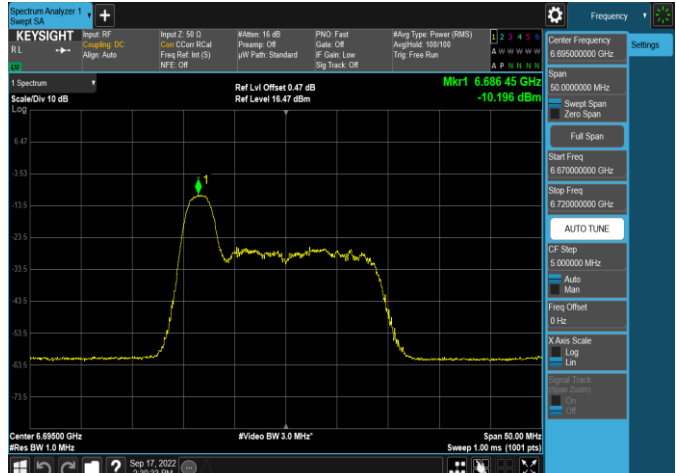 Spectrum Analyzer 1
Swept SA
Frequency
KEYSIGHT
R L
Input: RF
Coupling: DC
Align: Auto
Input Z: 50 Ω
Corr CCorr RCal
Freq Ref: Int (S)
NFE: Off
#Atten: 16 dB
Preamp: Off
µW Path: Standard
PNO: Fast
Gate: Off
IF Gain: Low
Sig Track: Off
#Avg Type: Power (RMS)
Avg|Hold: 100/100
Trig: Free Run
1 2 3 4 5 6
A W W W W W
A P N N N N
1 Spectrum
Scale/Div 10 dB
Log
Ref Lvl Offset 0.47 dB
Ref Level 16.47 dBm
Mkr1 6.686 45 GHz
-10.196 dBm
6.47
-3.53
-13.5
-23.5
-33.5
-43.5
-53.5
-63.5
-73.5
1
Center 6.69500 GHz
#Res BW 1.0 MHz
#Video BW 3.0 MHz*
Span 50.00 MHz
Sweep 1.00 ms (1001 pts)
Sep 17, 2022
Center Frequency
6.695000000 GHz
Settings
Span
50.0000000 MHz
Swept Span
Zero Span
Full Span
Start Freq
6.670000000 GHz
Stop Freq
6.720000000 GHz
AUTO TUNE
CF Step
5.000000 MHz
Auto
Man
Freq Offset
0 Hz
X Axis Scale
Log
Lin
Signal Track
(Span Zoom)
On
Off